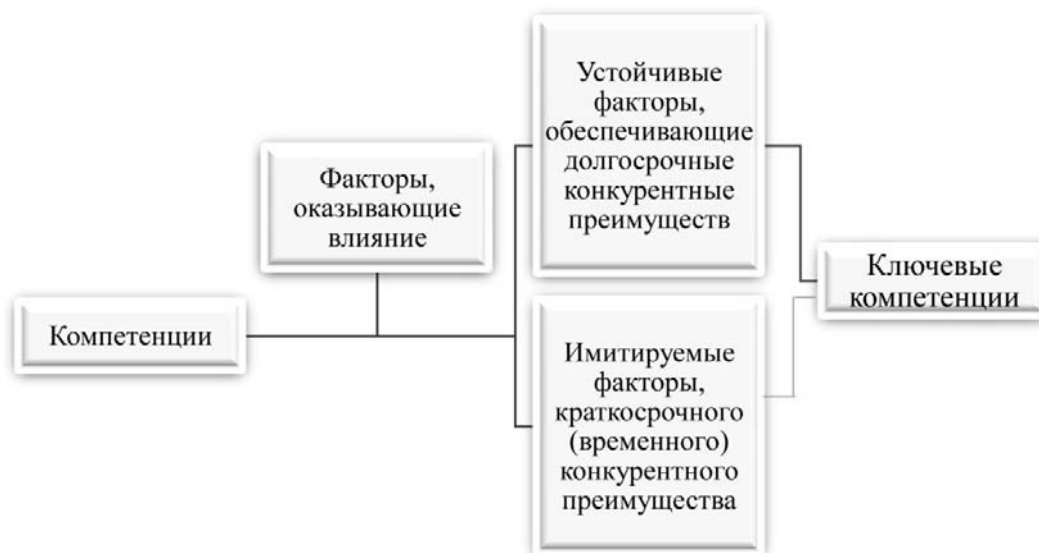 Компетенции
Факторы,
оказывающие
влияние
Устойчивые
факторы,
обеспечивающие
долгосрочные
конкурентные
преимуществ
Имитируемые
факторы,
краткосрочного
(временного)
конкурентного
преимущества
Ключевые
компетенции